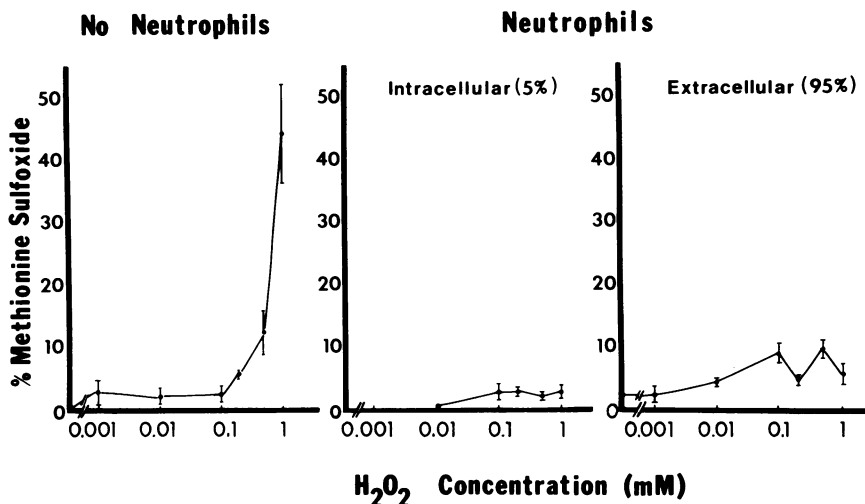 No Neutrophils
Neutrophils
Intracellular (5%)
Extracellular (95%)
% Methionine Sulfoxide
50
40
30
20
10
0
0.001 0.01 0.1 1
50
40
30
20
10
0
0.001 0.01 0.1 1
50
40
30
20
10
0
0.001 0.01 0.1 1
H₂O₂ Concentration (mM)